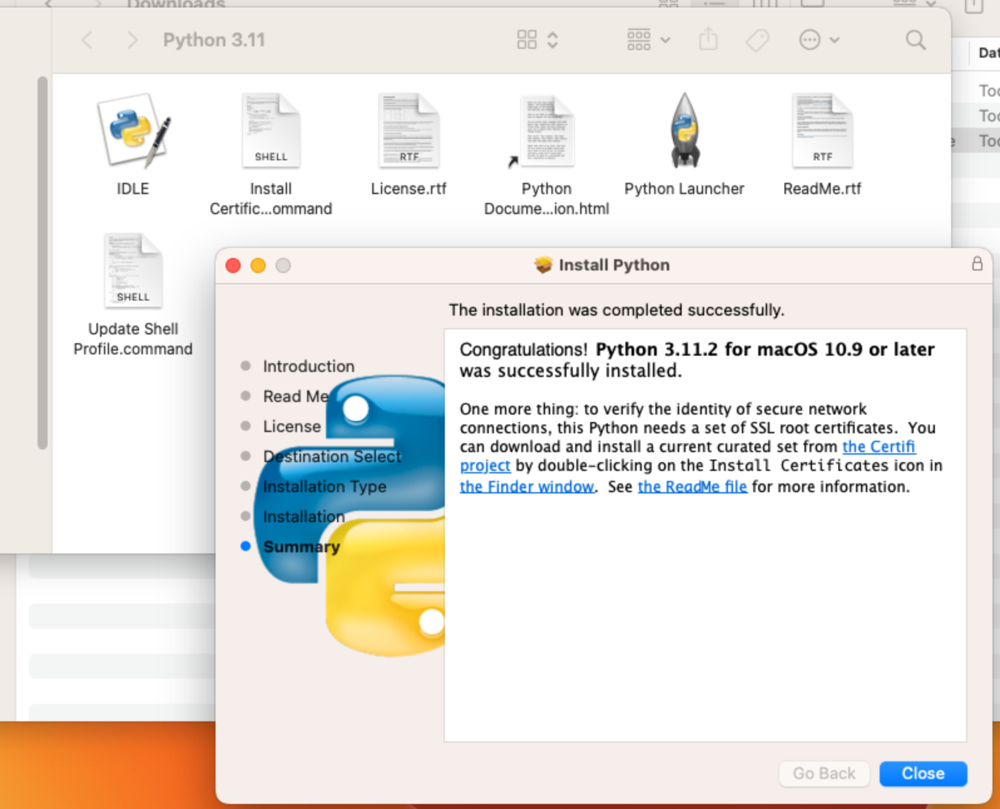 Downloads
Python 3.11
Dat
Too
Too
e Too
IDLE
Install
Certific...ommand
License.rtf
Python
Docume...ion.html
Python Launcher
ReadMe.rtf
SHELL
RTF
RTF
SHELL
Update Shell
Profile.command
Install Python
The installation was completed successfully.
Introduction
Read Me
License
Destination Select
Installation Type
Installation
Summary
Congratulations! Python 3.11.2 for macOS 10.9 or later
was successfully installed.
One more thing: to verify the identity of secure network
connections, this Python needs a set of SSL root certificates. You
can download and install a current curated set from the Certifi
project by double-clicking on the Install Certificates icon in
the Finder window. See the ReadMe file for more information.
Go Back
Close